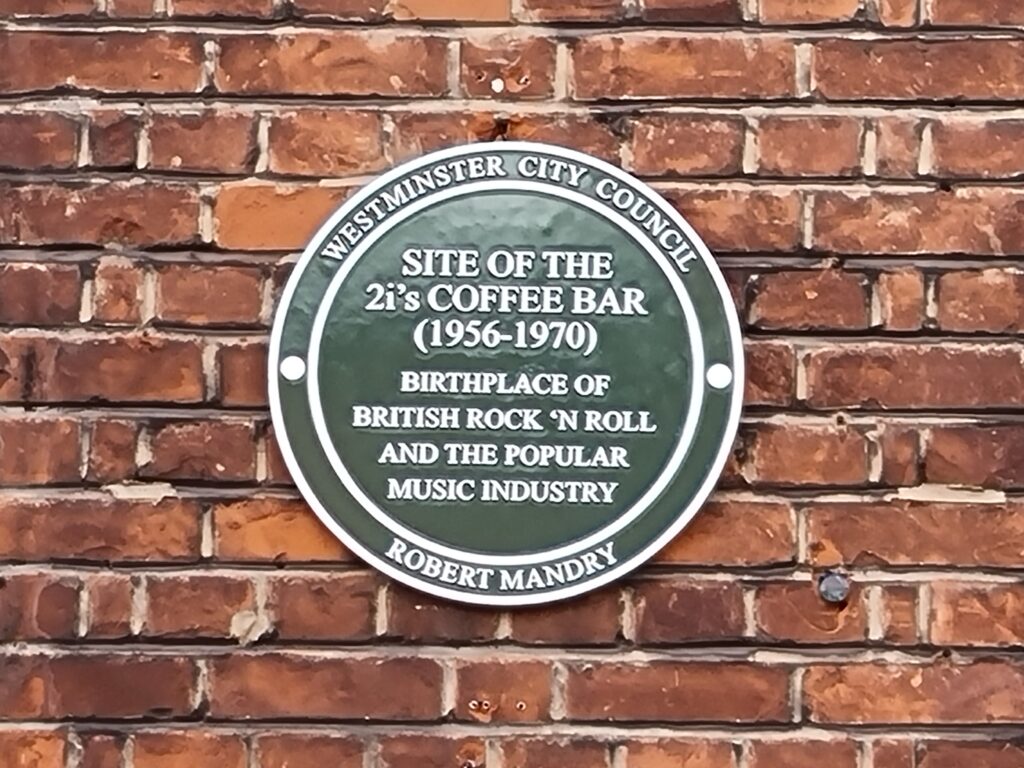 WESTMINSTER CITY COUNCIL
SITE OF THE
2i's COFFEE BAR
(1956-1970)
BIRTHPLACE OF
BRITISH ROCK ‘N ROLL
AND THE POPULAR
MUSIC INDUSTRY
ROBERT MANDRY